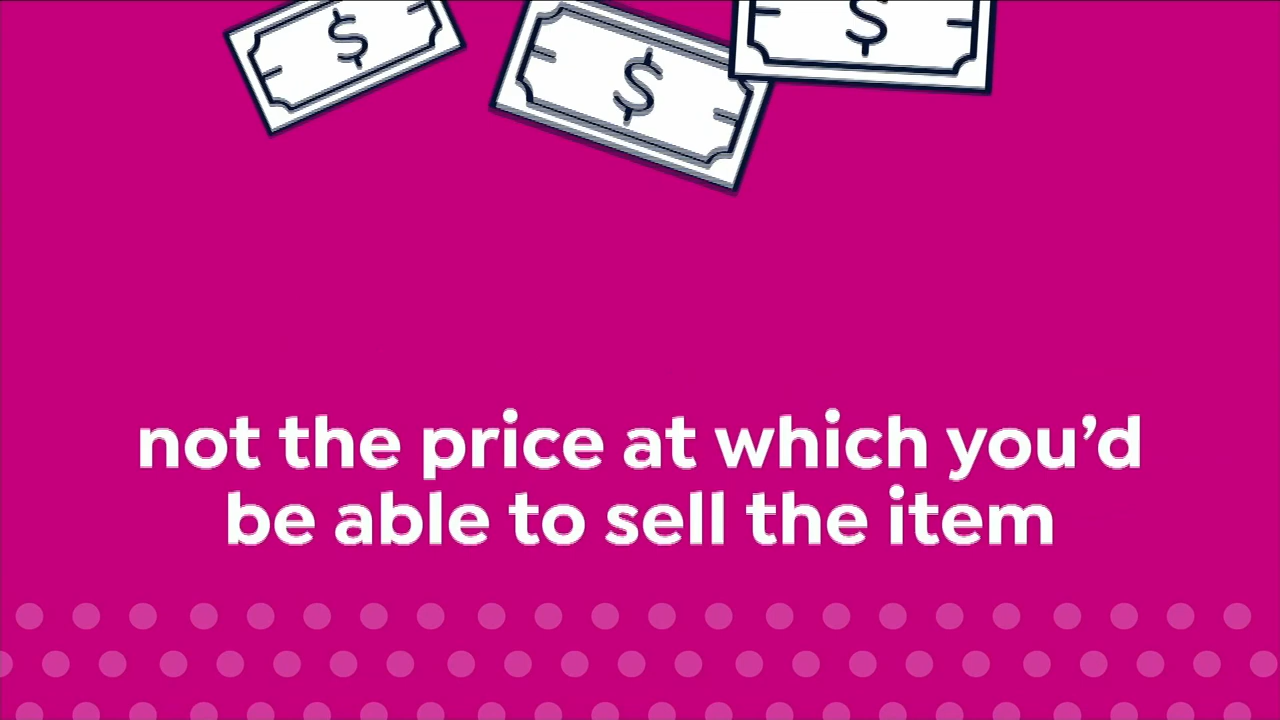 $ $ $
not the price at which you’d
be able to sell the item